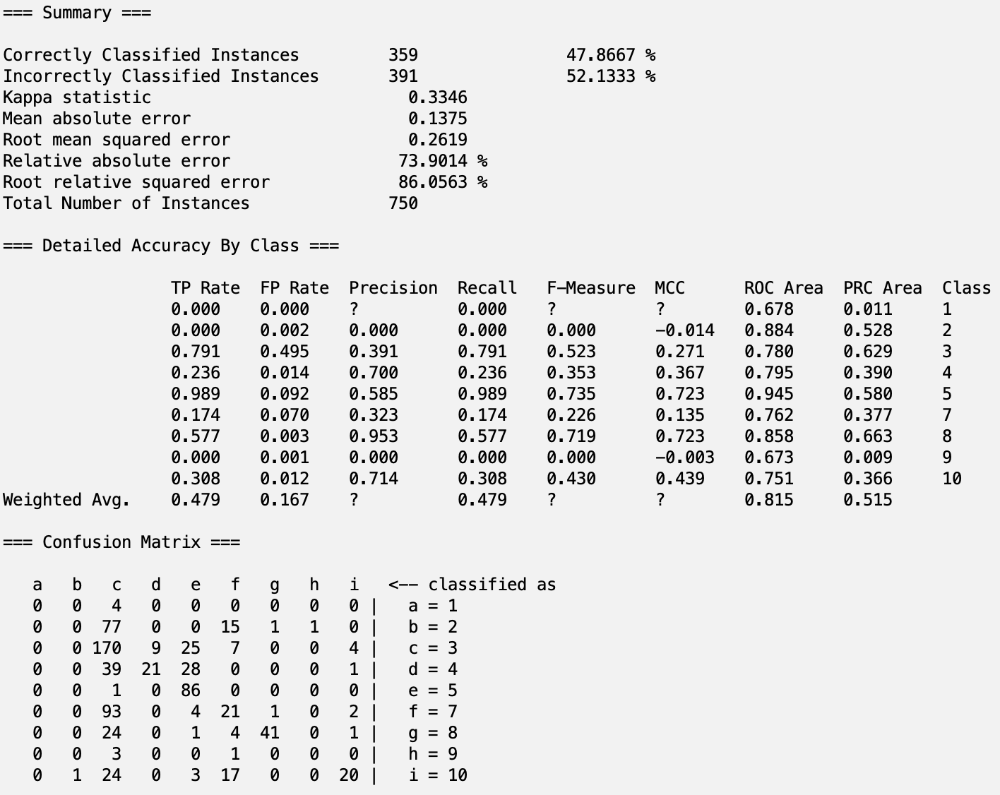 === Summary ===
Correctly Classified Instances 359 47.8667 %
Incorrectly Classified Instances 391 52.1333 %
Kappa statistic 0.3346
Mean absolute error 0.1375
Root mean squared error 0.2619
Relative absolute error 73.9014 %
Root relative squared error 86.0563 %
Total Number of Instances 750
=== Detailed Accuracy By Class ===
TP Rate FP Rate Precision Recall F-Measure MCC ROC Area PRC Area Class
0.000 0.000 ? 0.000 ? ? 0.678 0.011 1
0.000 0.002 0.000 0.000 0.000 -0.014 0.884 0.528 2
0.791 0.495 0.391 0.791 0.523 0.271 0.780 0.629 3
0.236 0.014 0.700 0.236 0.353 0.367 0.795 0.390 4
0.989 0.092 0.585 0.989 0.735 0.723 0.945 0.580 5
0.174 0.070 0.323 0.174 0.226 0.135 0.762 0.377 7
0.577 0.003 0.953 0.577 0.719 0.723 0.858 0.663 8
0.000 0.001 0.000 0.000 0.000 -0.003 0.673 0.009 9
0.308 0.012 0.714 0.308 0.430 0.439 0.751 0.366 10
Weighted Avg. 0.479 0.167 ? 0.479 ? ? 0.815 0.515
=== Confusion Matrix ===
a b c d e f g h i <-- classified as
0 0 4 0 0 0 0 0 0 | a = 1
0 0 77 0 0 15 1 1 0 | b = 2
0 0 170 9 25 7 0 0 4 | c = 3
0 0 39 21 28 0 0 0 1 | d = 4
0 0 1 0 86 0 0 0 0 | e = 5
0 0 93 0 4 21 1 0 2 | f = 7
0 0 24 0 1 4 41 0 1 | g = 8
0 0 3 0 0 1 0 0 0 | h = 9
0 1 24 0 3 17 0 0 20 | i = 10